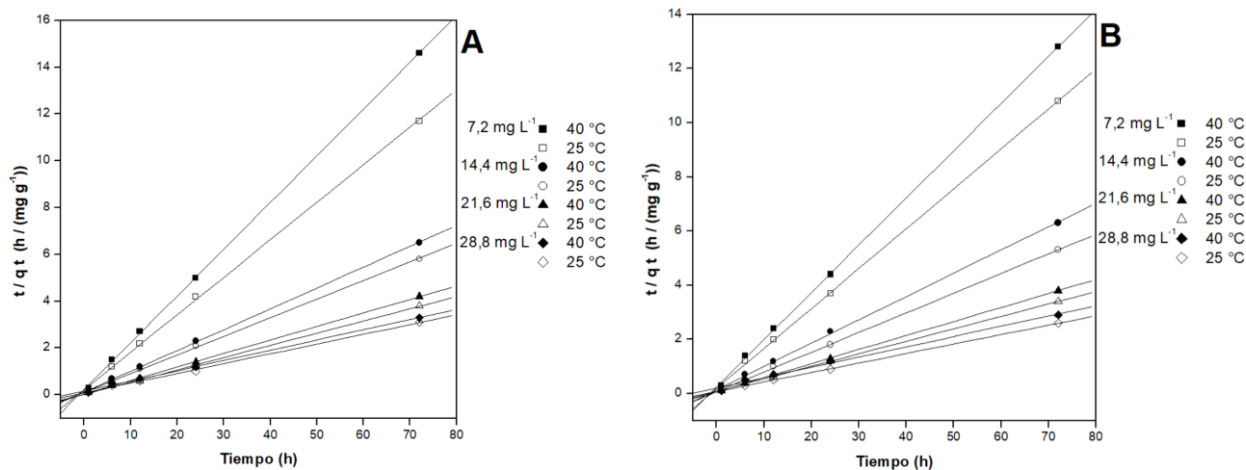 A
t / q t (h / (mg g⁻¹))
16
14
12
10
8
6
4
2
0
0 10 20 30 40 50 60 70 80
Tiempo (h)
7,2 mg L⁻¹ 40 °C
25 °C
14,4 mg L⁻¹ 40 °C
25 °C
21,6 mg L⁻¹ 40 °C
25 °C
28,8 mg L⁻¹ 40 °C
25 °C
B
t / q t (h / (mg g⁻¹))
14
12
10
8
6
4
2
0
0 10 20 30 40 50 60 70 80
Tiempo (h)
7,2 mg L⁻¹ 40 °C
25 °C
14,4 mg L⁻¹ 40 °C
25 °C
21,6 mg L⁻¹ 40 °C
25 °C
28,8 mg L⁻¹ 40 °C
25 °C